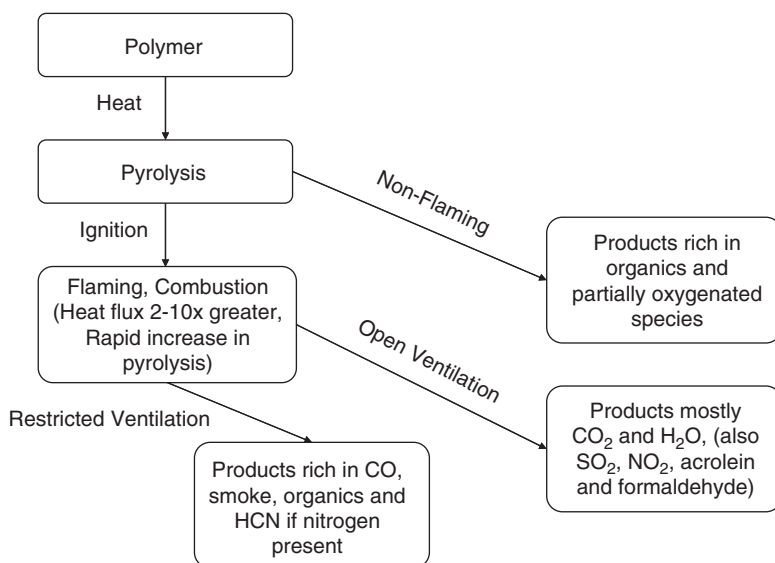 Polymer
Heat
Pyrolysis
Non-Flaming
Ignition
Products rich in
organics and
partially oxygenated
species
Flaming, Combustion
(Heat flux 2-10x greater,
Rapid increase in
pyrolysis)
Open Ventilation
Restricted Ventilation
Products mostly
CO₂ and H₂O, (also
SO₂, NO₂, acrolein
and formaldehyde)
Products rich in CO,
smoke, organics and
HCN if nitrogen
present